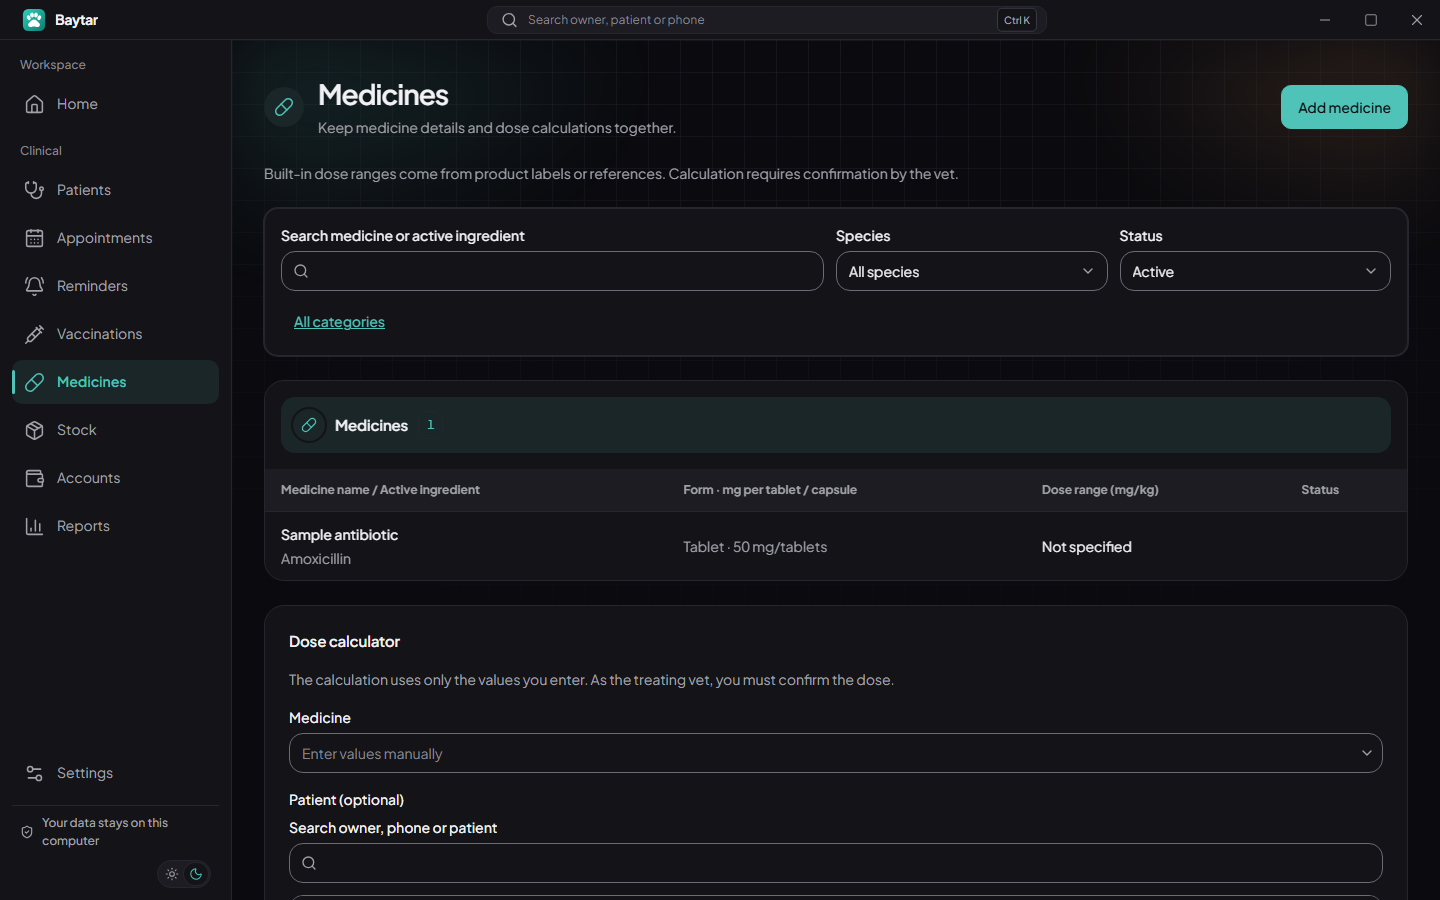 Baytar
Search owner, patient or phone
Ctrl K
Workspace
Home
Clinical
Patients
Appointments
Reminders
Vaccinations
Medicines
Stock
Accounts
Reports
Settings
Your data stays on this
computer
Medicines
Keep medicine details and dose calculations together.
Add medicine
Built-in dose ranges come from product labels or references. Calculation requires confirmation by the vet.
Search medicine or active ingredient
Species
Status
All species
Active
All categories
Medicines 1
Medicine name / Active ingredient
Form · mg per tablet / capsule
Dose range (mg/kg)
Status
Sample antibiotic
Amoxicillin
Tablet · 50 mg/tablets
Not specified
Dose calculator
The calculation uses only the values you enter. As the treating vet, you must confirm the dose.
Medicine
Enter values manually
Patient (optional)
Search owner, phone or patient